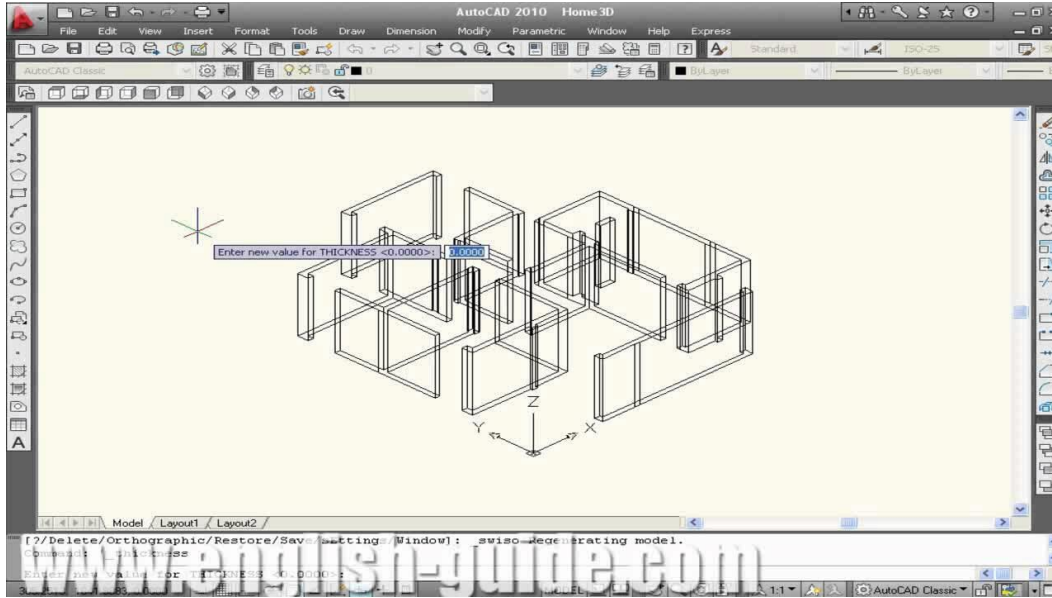 AutoCAD 2010 Home3D
File Edit View Insert Format Tools Draw Dimension Modify Parametric Window Help Express
Standard ISO-25
AutoCAD Classic 0 ByLayer ByLayer
Enter new value for THICKNESS <0.0000>: 0.0000
Z
Y X
A
Model Layout1 Layout2
[?/Delete/Orthographic/Restore/Save/settings/Window]: _swiso Regenerating model.
Command: '_thickness
Enter new value for THICKNESS <0.0000>:
www.english-guide.com
MODEL 1:1 AutoCAD Classic